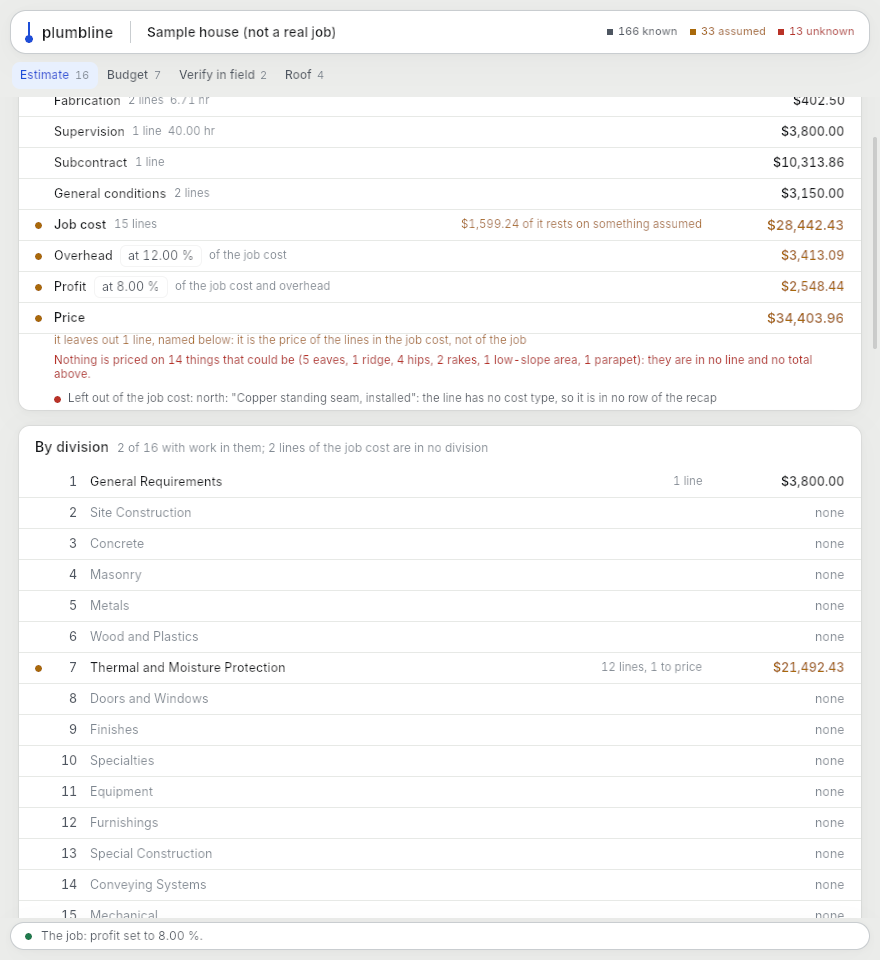 plumbline Sample house (not a real job) 166 known 33 assumed 13 unknown
Estimate 16 Budget 7 Verify in field 2 Roof 4
Fabrication 2 lines 6.71 hr $402.50
Supervision 1 line 40.00 hr $3,800.00
Subcontract 1 line $10,313.86
General conditions 2 lines $3,150.00
Job cost 15 lines $1,599.24 of it rests on something assumed $28,442.43
Overhead at 12.00 % of the job cost $3,413.09
Profit at 8.00 % of the job cost and overhead $2,548.44
Price $34,403.96
it leaves out 1 line, named below: it is the price of the lines in the job cost, not of the job
Nothing is priced on 14 things that could be (5 eaves, 1 ridge, 4 hips, 2 rakes, 1 low-slope area, 1 parapet): they are in no line and no total
above.
Left out of the job cost: north: "Copper standing seam, installed": the line has no cost type, so it is in no row of the recap
By division 2 of 16 with work in them; 2 lines of the job cost are in no division
1 General Requirements 1 line $3,800.00
2 Site Construction none
3 Concrete none
4 Masonry none
5 Metals none
6 Wood and Plastics none
7 Thermal and Moisture Protection 12 lines, 1 to price $21,492.43
8 Doors and Windows none
9 Finishes none
10 Specialties none
11 Equipment none
12 Furnishings none
13 Special Construction none
14 Conveying Systems none
15 Mechanical none
The job: profit set to 8.00 %.